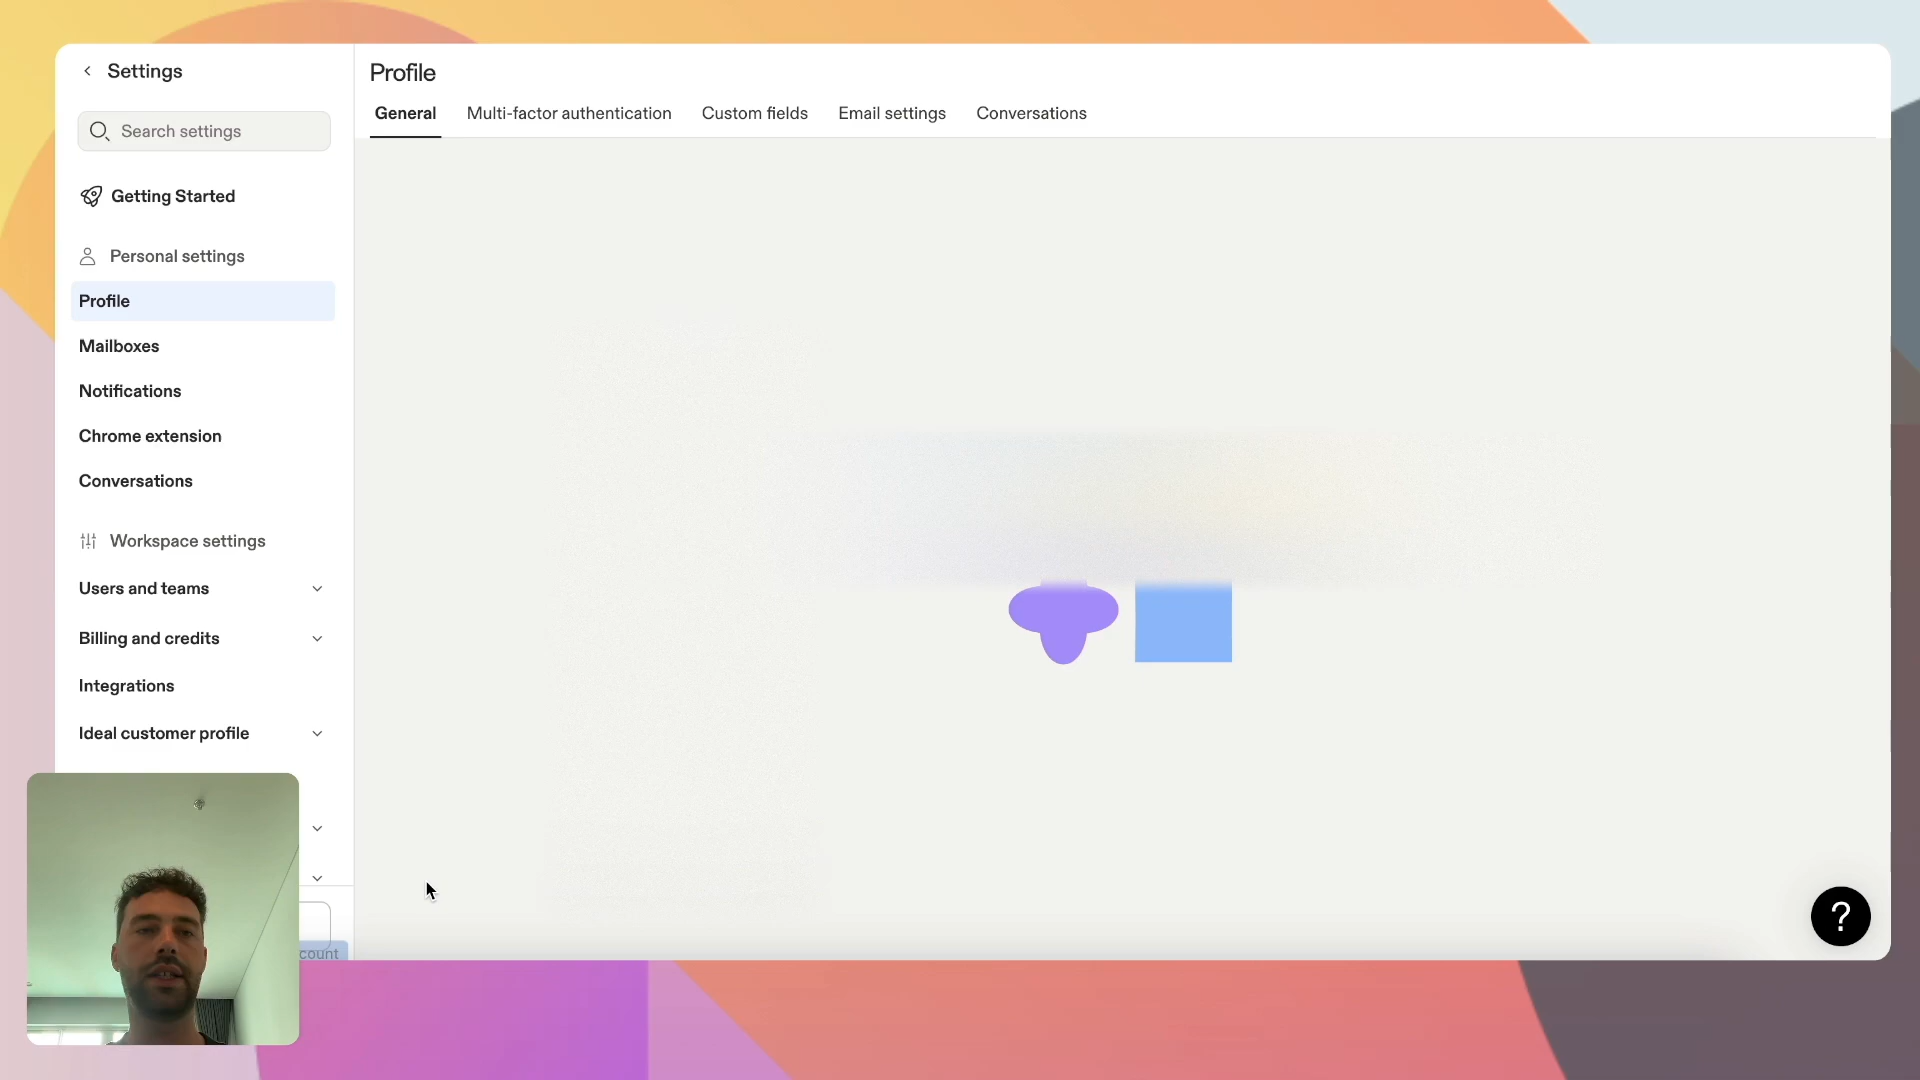 Settings
Search settings
Getting Started
Personal settings
Profile
Mailboxes
Notifications
Chrome extension
Conversations
Workspace settings
Users and teams
Billing and credits
Integrations
Ideal customer profile
count
Profile
General Multi-factor authentication Custom fields Email settings Conversations
?